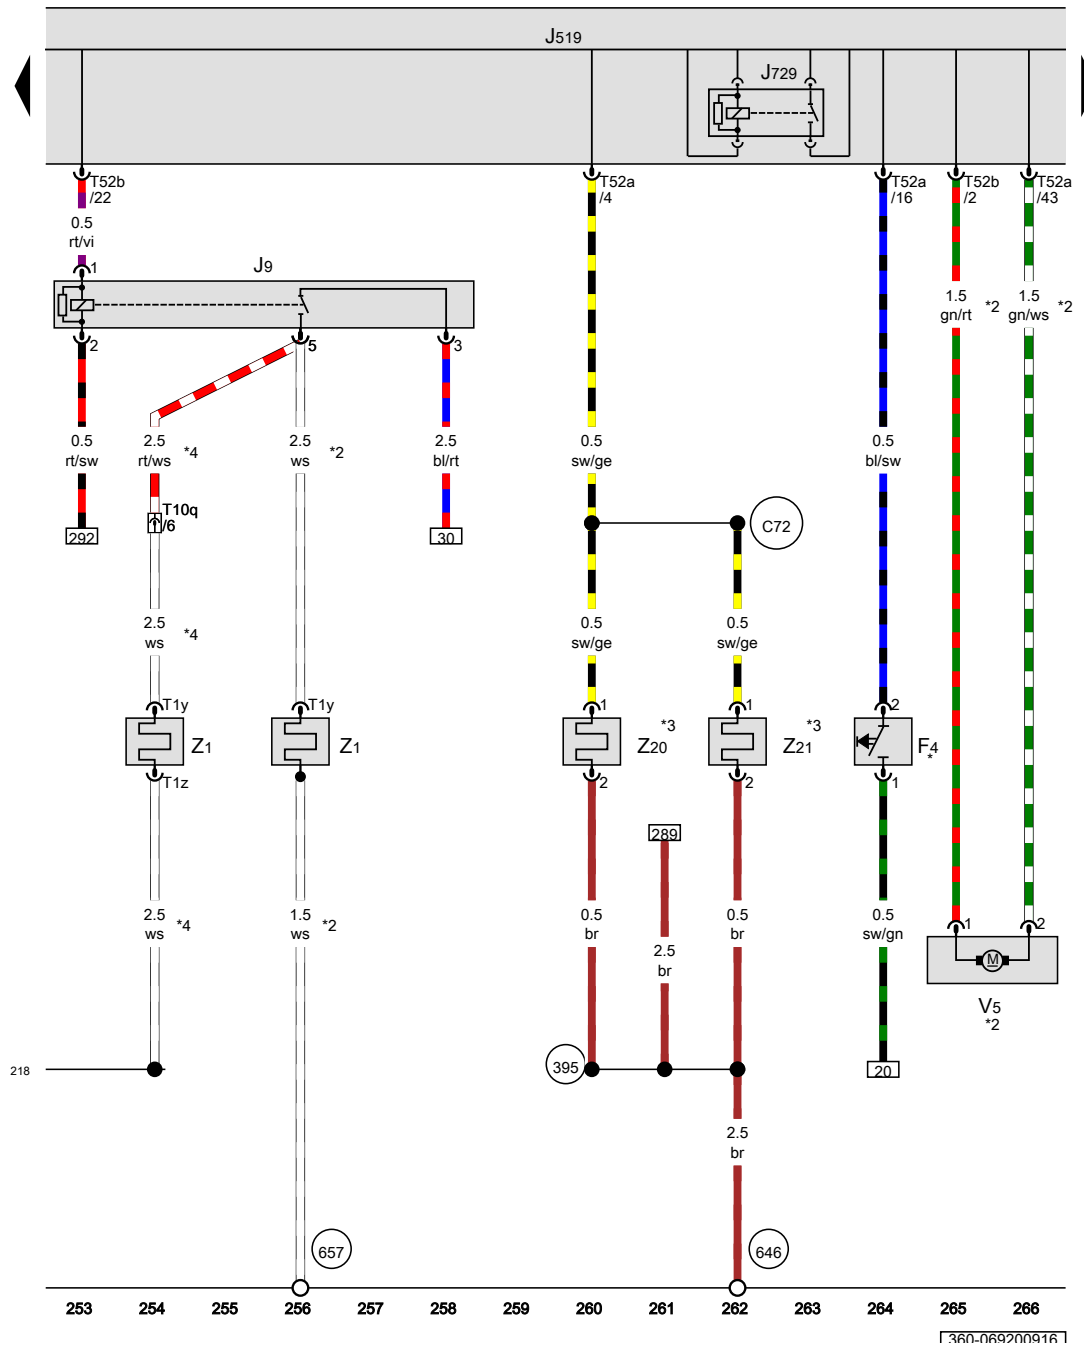 J519
J729
T52b
/22
T52a
/4
T52a
/16
T52b
/2
T52a
/43
0.5
rt/vi
1
J9
1.5
gn/rt *2
1.5
gn/ws *2
2
5
3
0.5
rt/sw
2.5
rt/ws *4
2.5
ws *2
2.5
bl/rt
0.5
sw/ge
0.5
bl/sw
T10q
/6
292
30
C72
2.5
ws *4
0.5
sw/ge
0.5
sw/ge
T1y
T1y
1
1
2
Z1
Z1
Z20 *3
Z21 *3
F4
*
T1z
2
2
1
289
2.5
ws *4
1.5
ws *2
0.5
br
2.5
br
0.5
br
0.5
sw/gn
1
2
M
V5
*2
218
395
20
2.5
br
657
646
253 254 255 256 257 258 259 260 261 262 263 264 265 266
360-069200916